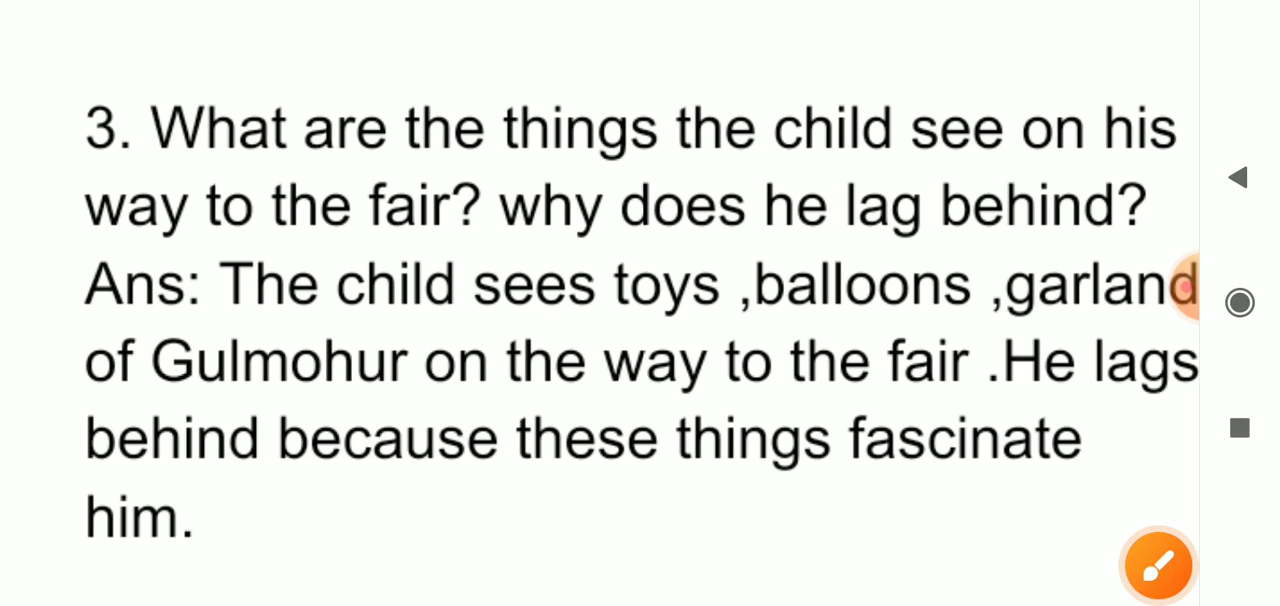 3. What are the things the child see on his
way to the fair? why does he lag behind?
Ans: The child sees toys ,balloons ,garland
of Gulmohur on the way to the fair .He lags
behind because these things fascinate
him.